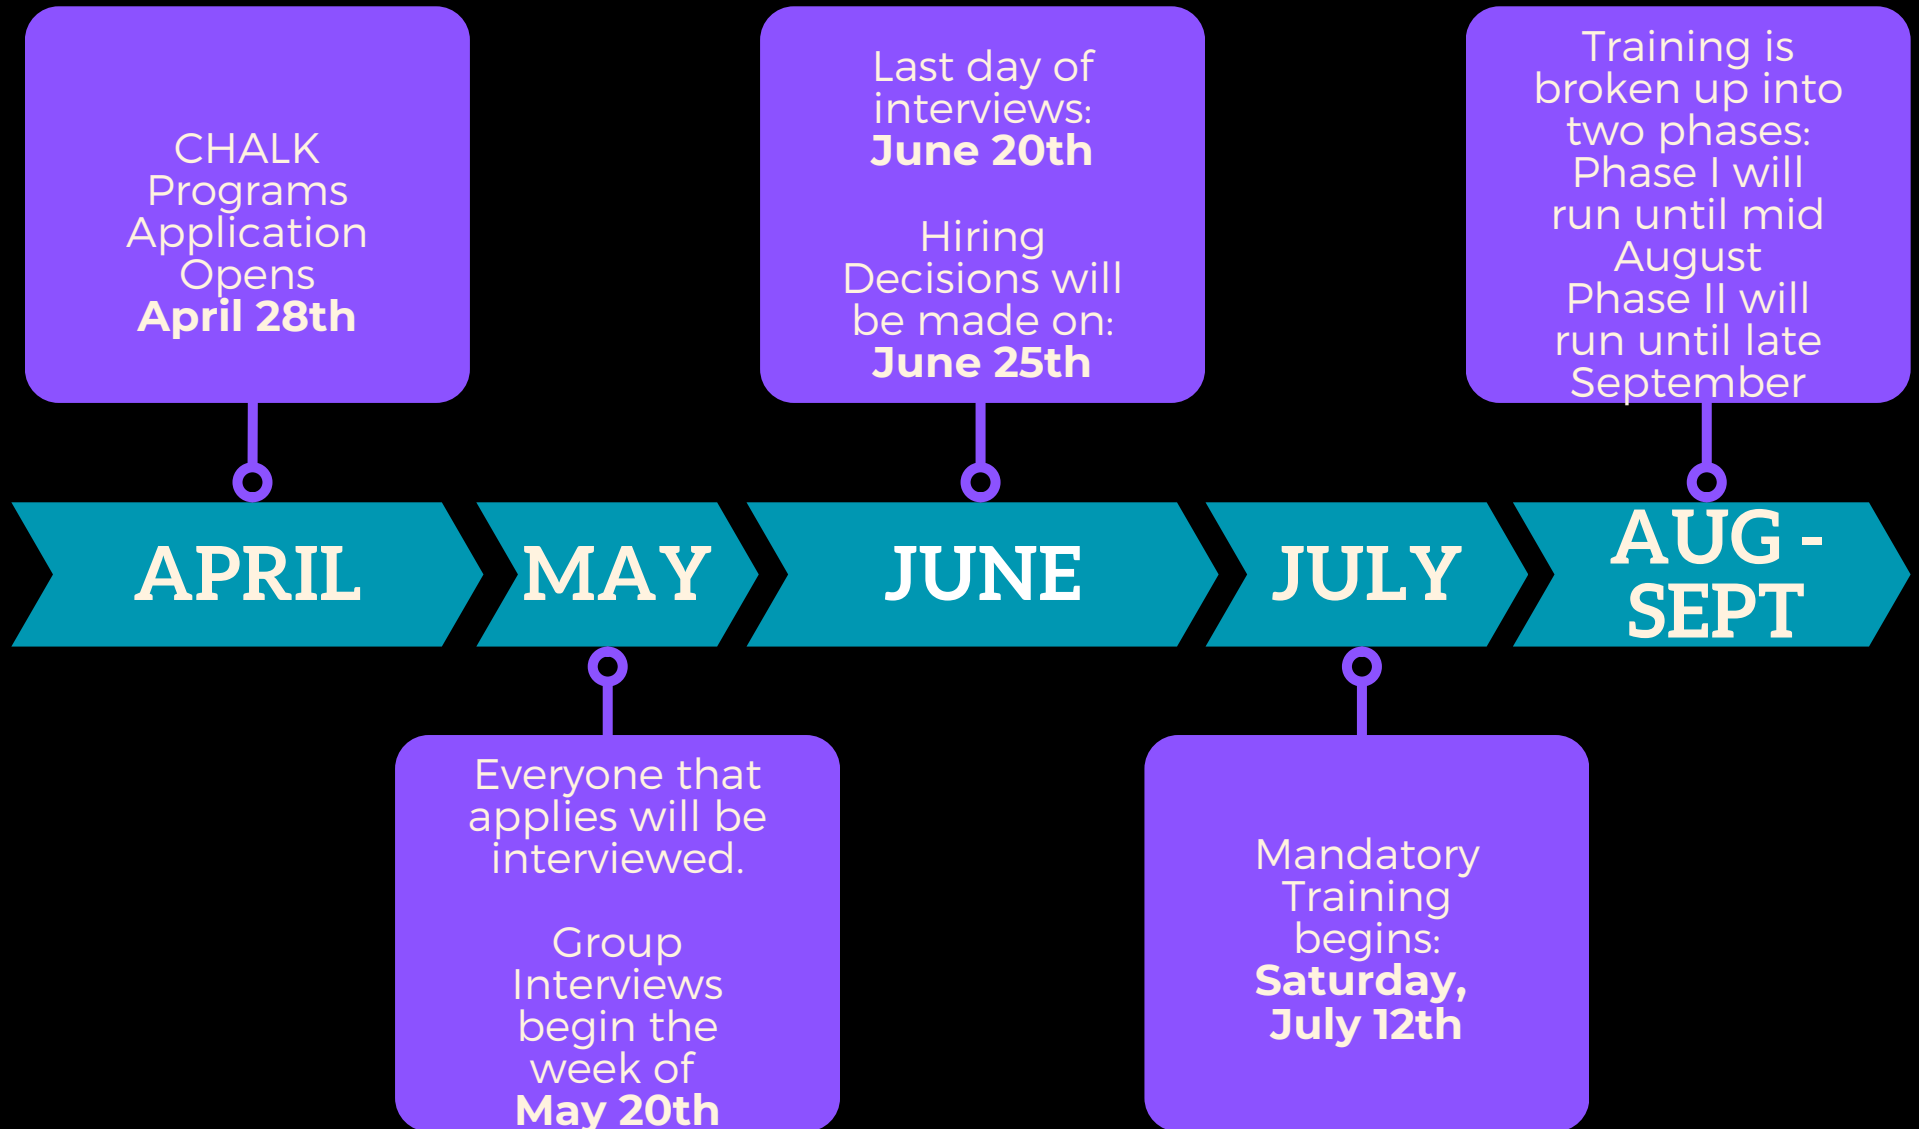 CHALK
Programs
Application
Opens
April 28th
Last day of
interviews:
June 20th
Hiring
Decisions will
be made on:
June 25th
Training is
broken up into
two phases:
Phase I will
run until mid
August
Phase II will
run until late
September
APRIL
MAY
JUNE
JULY
AUG -
SEPT
Everyone that
applies will be
interviewed.
Group
Interviews
begin the
week of
May 20th
Mandatory
Training
begins:
Saturday,
July 12th